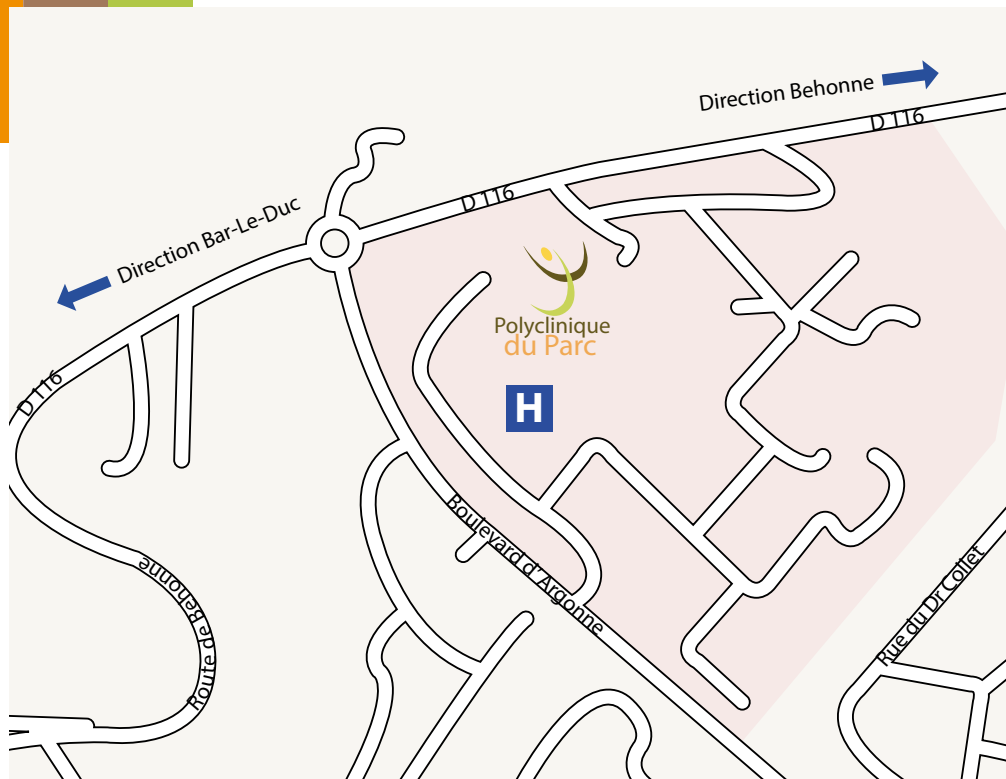 Direction Behonne
D 116
D 116
Direction Bar-Le-Duc
Polyclinique
du Parc
D 116
H
Boulevard d'Argonne
Route de Behonne
Rue du Dr Collet